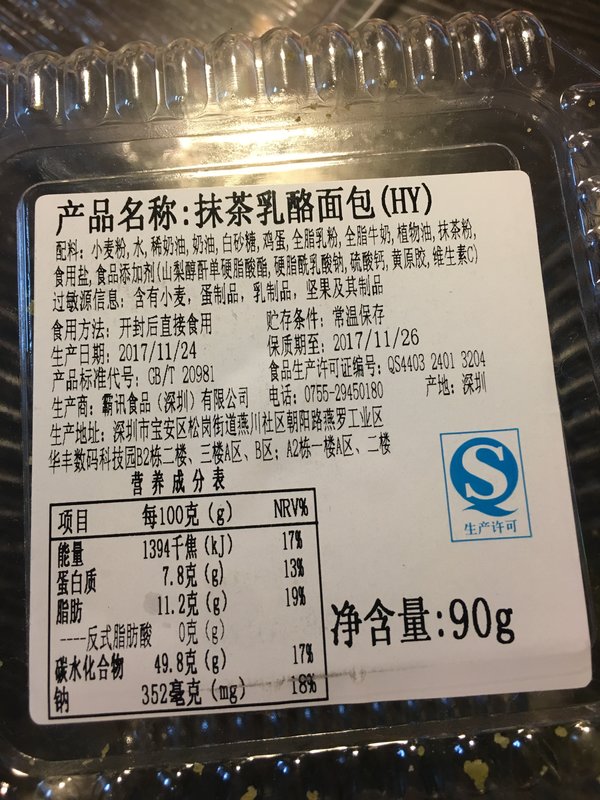 产品名称:抹茶乳酪面包(HY)
配料: 小麦粉,水,稀奶油,奶油,白砂糖,鸡蛋,全脂乳粉,全脂牛奶,植物油,抹茶粉,
食用盐,食品添加剂(山梨醇酐单硬脂酸酯,硬脂酰乳酸钠,硫酸钙,黄原胶,维生素C)
过敏源信息: 含有小麦, 蛋制品, 乳制品, 坚果及其制品
食用方法: 开封后直接食用 贮存条件: 常温保存
生产日期: 2017/11/24 保质期至: 2017/11/26
产品标准代号: GB/T 20981 食品生产许可证编号: QS4403 2401 3204
生产商: 霸讯食品（深圳）有限公司 电话: 0755-29450180 产地: 深圳
生产地址: 深圳市宝安区松岗街道燕川社区朝阳路燕罗工业区
华丰数码科技园B2栋二楼、三楼A区、B区; A2栋一楼A区、二楼
营养成分表
项目 每100克 (g) NRV%
能量 1394千焦 (kJ) 17%
蛋白质 7.8克 (g) 13%
脂肪 11.2克 (g) 19%
----反式脂肪酸 0克 (g)
碳水化合物 49.8克 (g) 17%
钠 352毫克 (mg) 18%
S
生产许可
净含量:90g